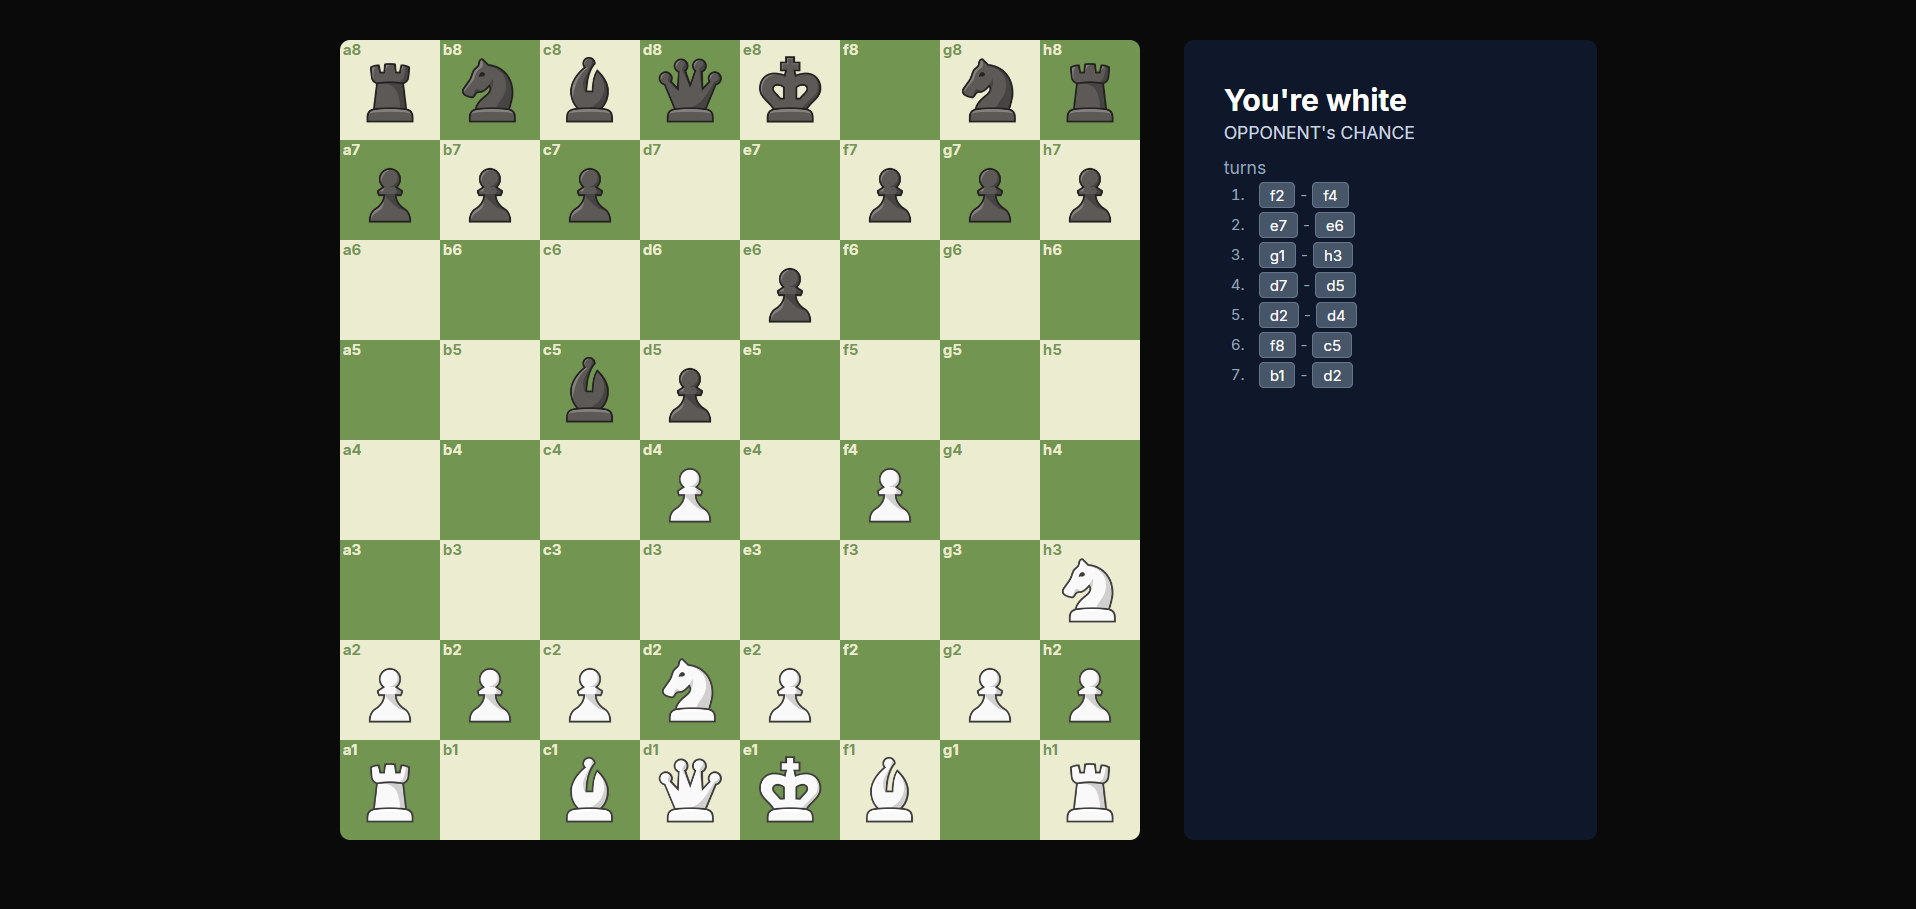 a8 b8 c8 d8 e8 f8 g8 h8
a7 b7 c7 d7 e7 f7 g7 h7
a6 b6 c6 d6 e6 f6 g6 h6
a5 b5 c5 d5 e5 f5 g5 h5
a4 b4 c4 d4 e4 f4 g4 h4
a3 b3 c3 d3 e3 f3 g3 h3
a2 b2 c2 d2 e2 f2 g2 h2
a1 b1 c1 d1 e1 f1 g1 h1
You're white
OPPONENT's CHANCE
turns
1. f2 - f4
2. e7 - e6
3. g1 - h3
4. d7 - d5
5. d2 - d4
6. f8 - c5
7. b1 - d2